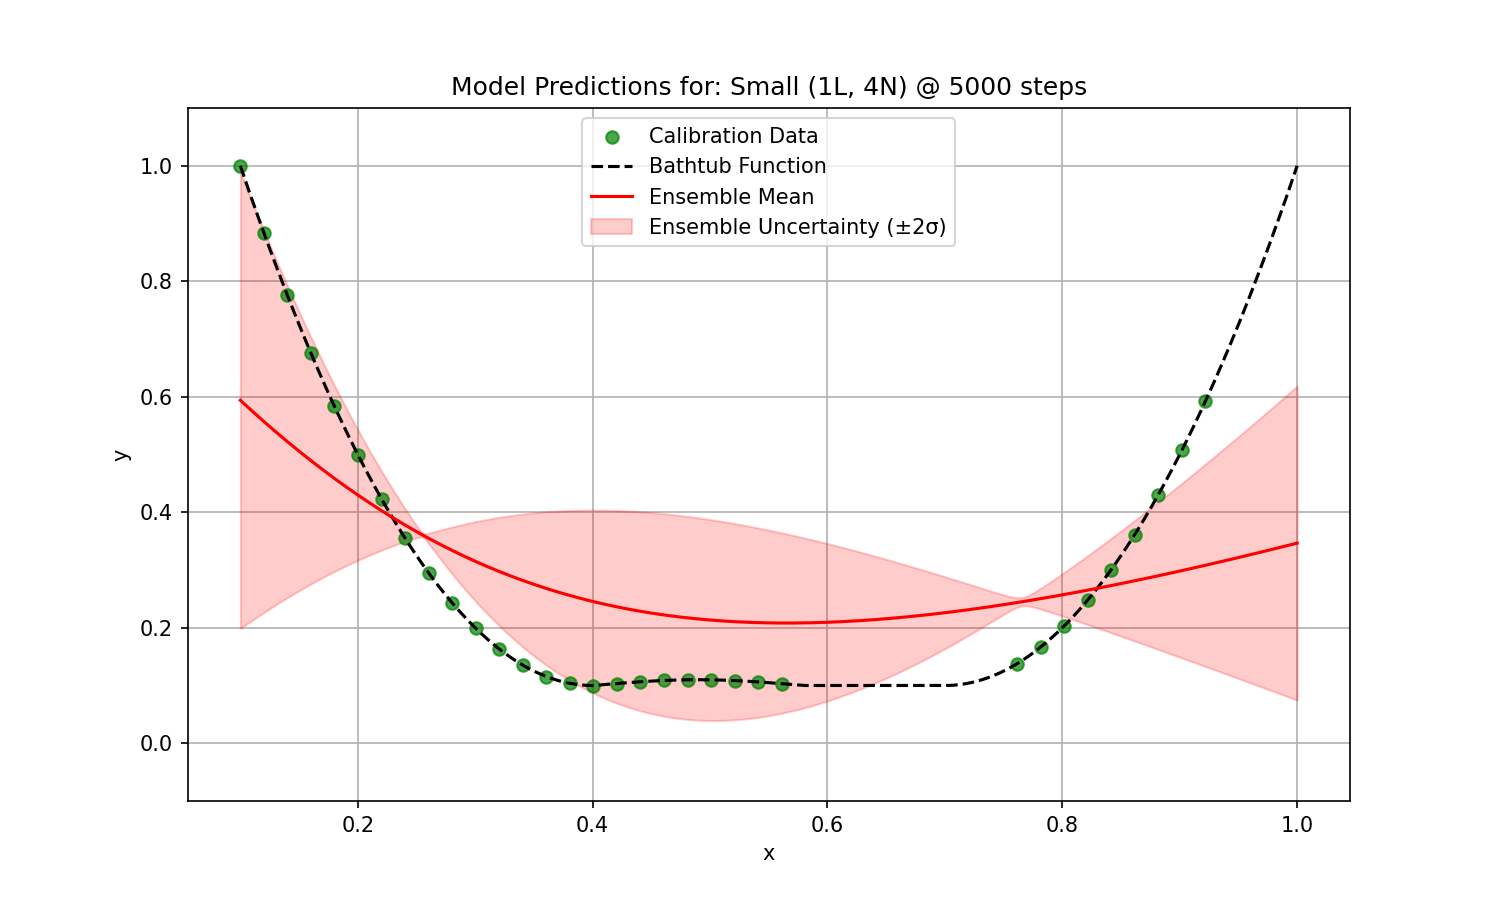 Model Predictions for: Small (1L, 4N) @ 5000 steps
Calibration Data
Bathtub Function
Ensemble Mean
Ensemble Uncertainty (±2σ)
1.0
0.8
0.6
0.4
0.2
0.0
y
0.2 0.4 0.6 0.8 1.0
x